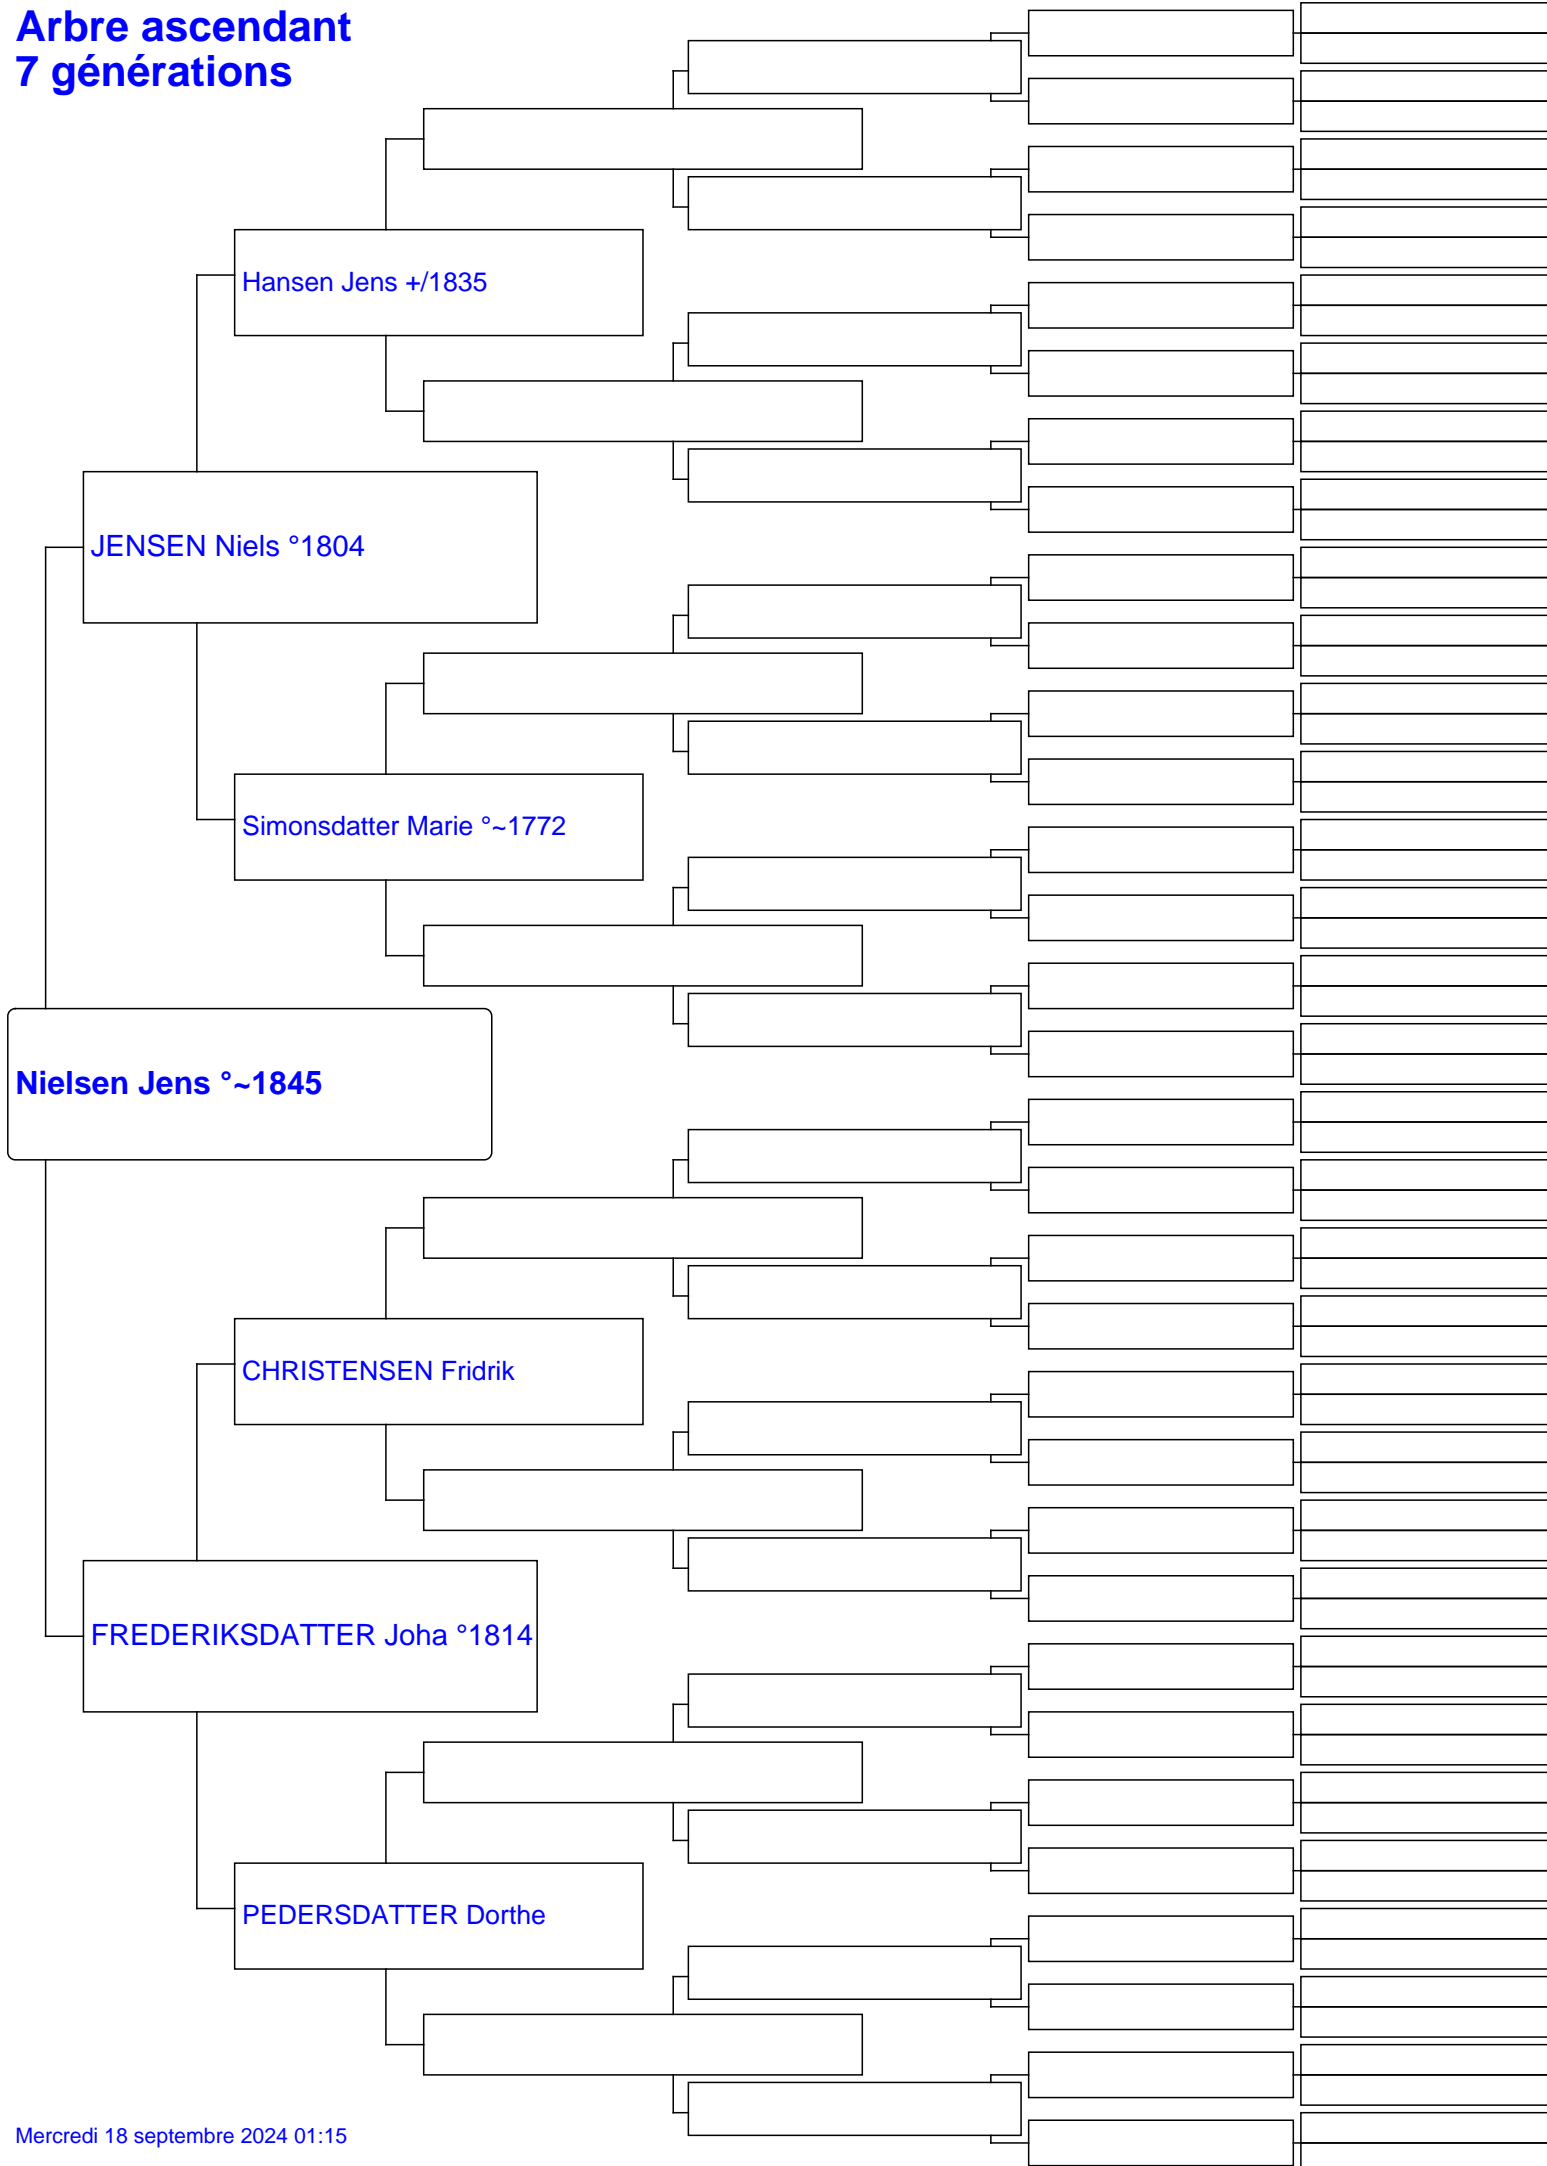 Arbre ascendant
7 générations
Hansen Jens +/1835
JENSEN Niels °1804
Simonsdatter Marie °~1772
Nielsen Jens °~1845
CHRISTENSEN Fridrik
FREDERIKSDATTER Joha °1814
PEDERSDATTER Dorthe
Mercredi 18 septembre 2024 01:15